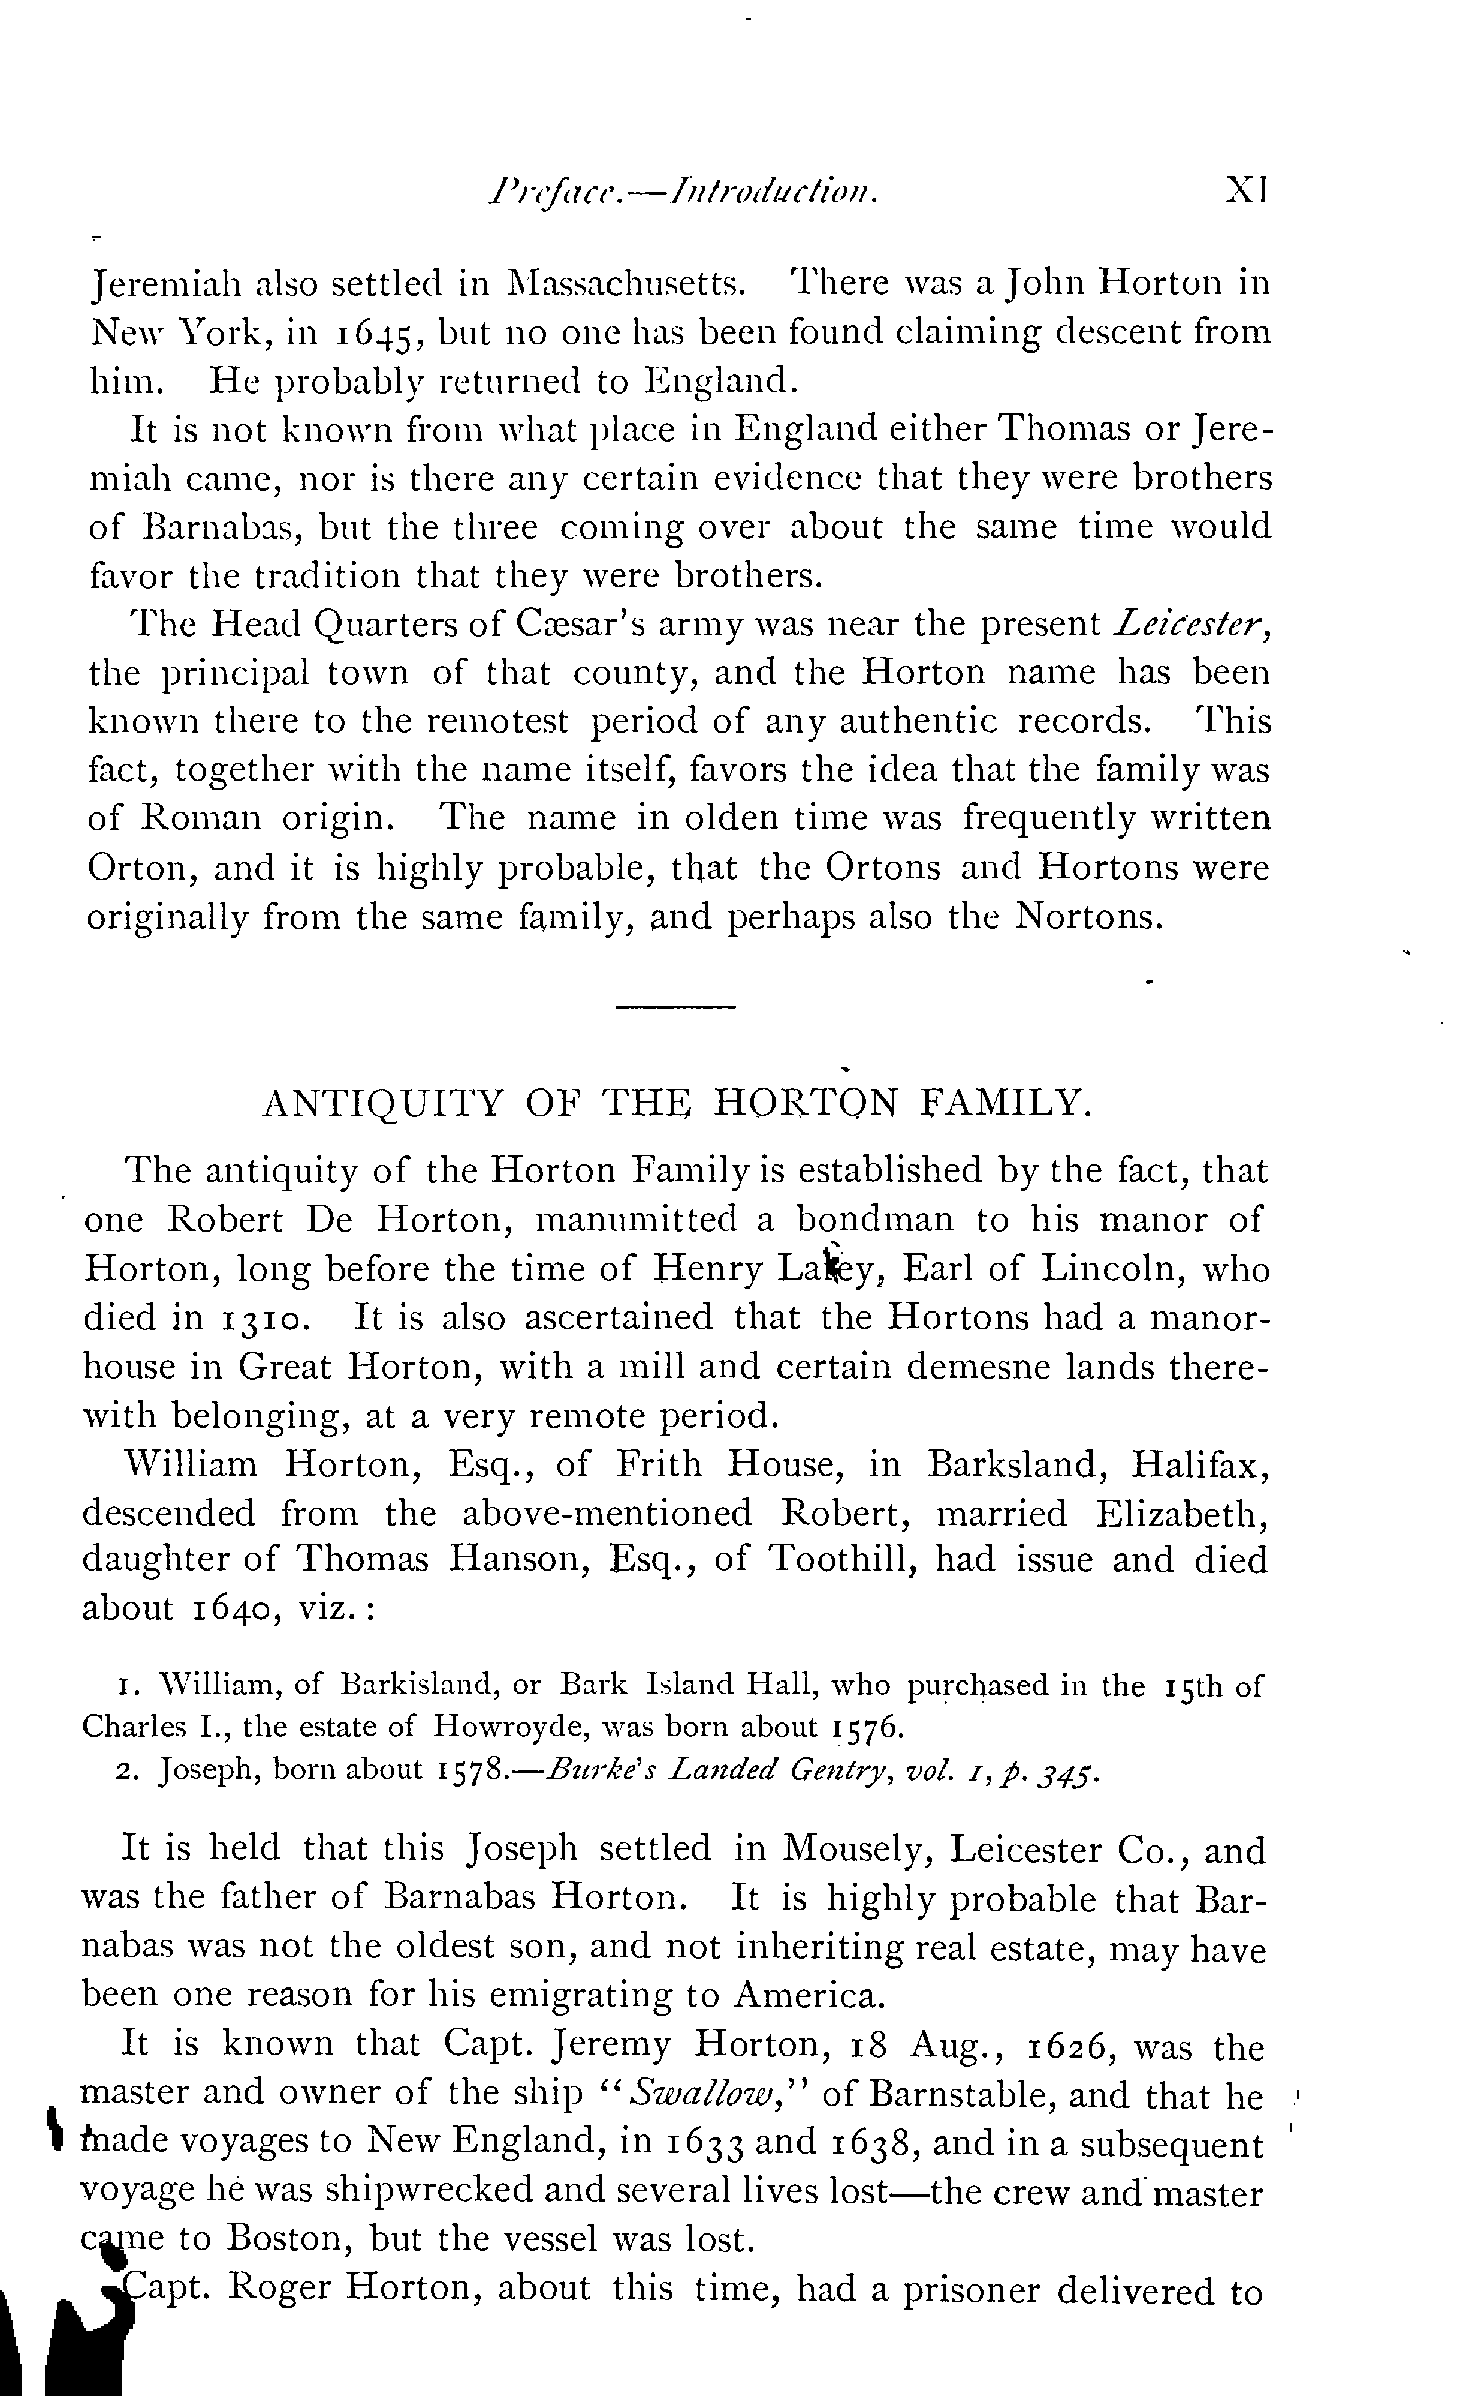 Preface.—Introduction. XI
Jeremiah also settled in Massachusetts. There was a John Horton in
New York, in 1645, but no one has been found claiming descent from
him. He probably returned to England.
It is not known from what place in England either Thomas or Jere-
miah came, nor is there any certain evidence that they were brothers
of Barnabas, but the three coming over about the same time would
favor the tradition that they were brothers.
The Head Quarters of Cæsar's army was near the present Leicester,
the principal town of that county, and the Horton name has been
known there to the remotest period of any authentic records. This
fact, together with the name itself, favors the idea that the family was
of Roman origin. The name in olden time was frequently written
Orton, and it is highly probable, that the Ortons and Hortons were
originally from the same family, and perhaps also the Nortons.
ANTIQUITY OF THE HORTON FAMILY.
The antiquity of the Horton Family is established by the fact, that
one Robert De Horton, manumitted a bondman to his manor of
Horton, long before the time of Henry Earl of Lincoln, who
died in 1310. It is also ascertained that the Hortons had a manor-
house in Great Horton, with a mill and certain demesne lands there-
with belonging, at a very remote period.
William Horton, Esq., of Frith House, in Barksland, Halifax,
descended from the above-mentioned Robert, married Elizabeth,
daughter of Thomas Hanson, Esq., of Toothill, had issue and died
about 1640, viz. :
1. William, of Barkisland, or Bark Island Hall, who purchased in the 15th of
Charles I., the estate of Howroyde, was born about 1576.
2. Joseph, born about 1578.—Burke's Landed Gentry, vol. 1, p. 345.
It is held that this Joseph settled in Mousely, Leicester Co., and
was the father of Barnabas Horton. It is highly probable that Bar-
nabas was not the oldest son, and not inheriting real estate, may have
been one reason for his emigrating to America.
It is known that Capt. Jeremy Horton, 18 Aug., 1626, was the
master and owner of the ship "Swallow," of Barnstable, and that he
made voyages to New England, in 1633 and 1638, and in a subsequent
voyage he was shipwrecked and several lives lost—the crew and master
came to Boston, but the vessel was lost.
Capt. Roger Horton, about this time, had a prisoner delivered to